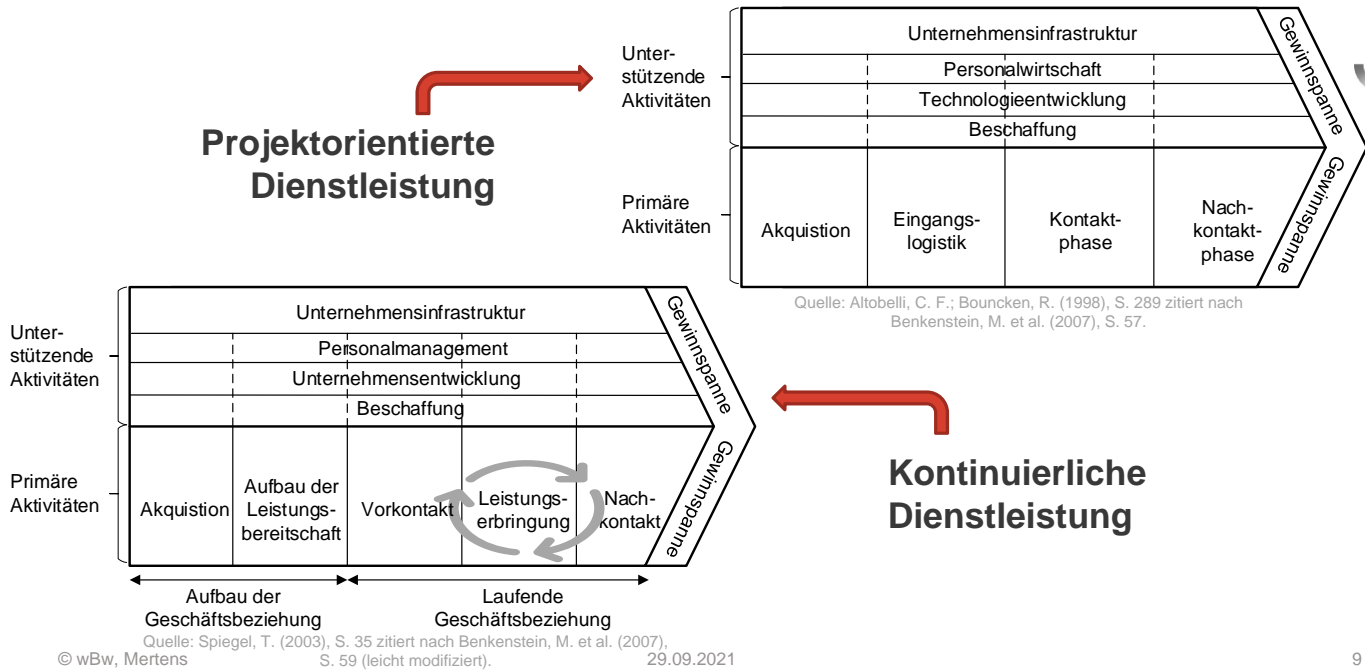 Projektorientierte
Dienstleistung
Unter-
stützende
Aktivitäten
Primäre
Aktivitäten
Unternehmensinfrastruktur
Personalwirtschaft
Technologieentwicklung
Beschaffung
Akquistion
Eingangs-
logistik
Kontakt-
phase
Nach-
kontakt-
phase
Gewinnspanne
Gewinnspanne
Quelle: Altobelli, C. F.; Bouncken, R. (1998), S. 289 zitiert nach
Benkenstein, M. et al. (2007), S. 57.
Unter-
stützende
Aktivitäten
Primäre
Aktivitäten
Unternehmensinfrastruktur
Personalmanagement
Unternehmensentwicklung
Beschaffung
Akquistion
Aufbau der
Leistungs-
bereitschaft
Vorkontakt
Leistungs-
erbringung
Nach-
kontakt
Gewinnspanne
Gewinnspanne
Aufbau der
Geschäftsbeziehung
Laufende
Geschäftsbeziehung
Kontinuierliche
Dienstleistung
Quelle: Spiegel, T. (2003), S. 35 zitiert nach Benkenstein, M. et al. (2007),
S. 59 (leicht modifiziert).
© wBw, Mertens
29.09.2021
9